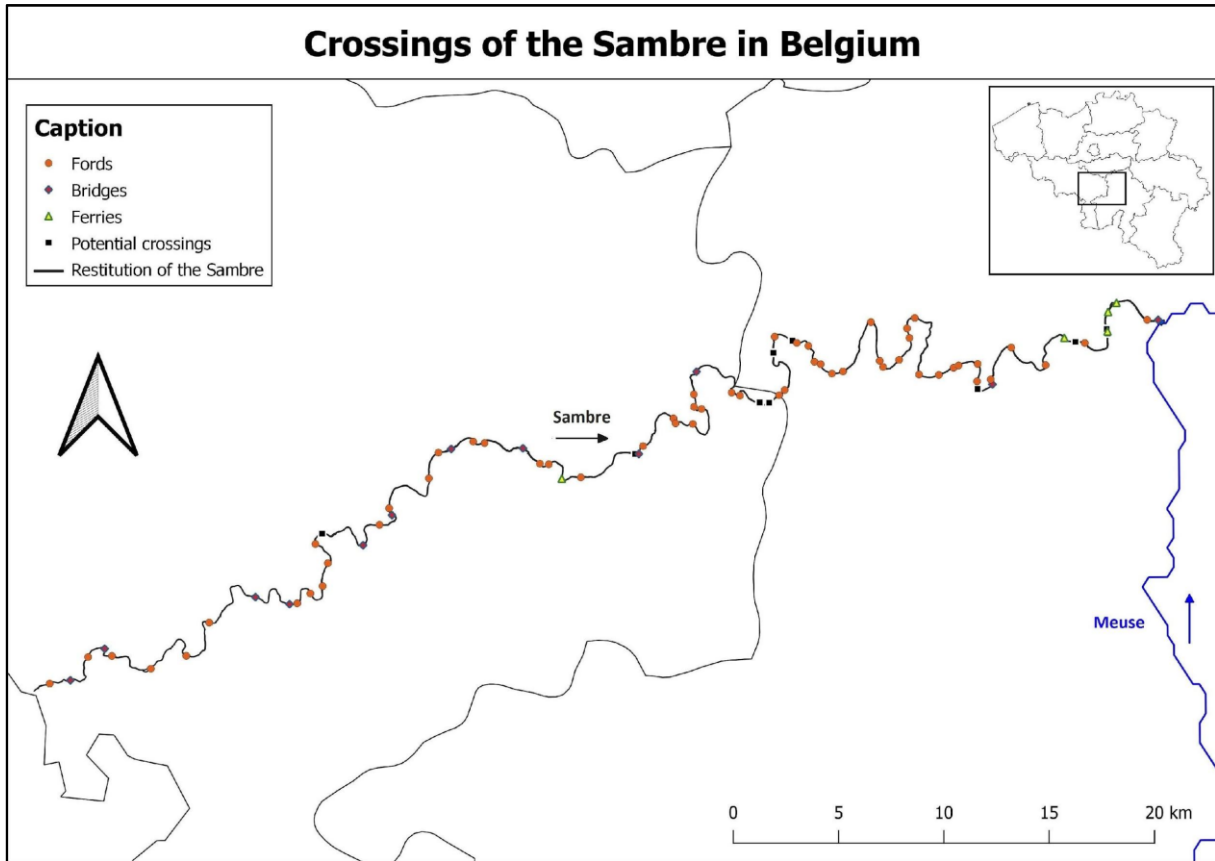 Crossings of the Sambre in Belgium
Caption
Fords
Bridges
Ferries
Potential crossings
Restitution of the Sambre
Sambre
Meuse
0 5 10 15 20 km